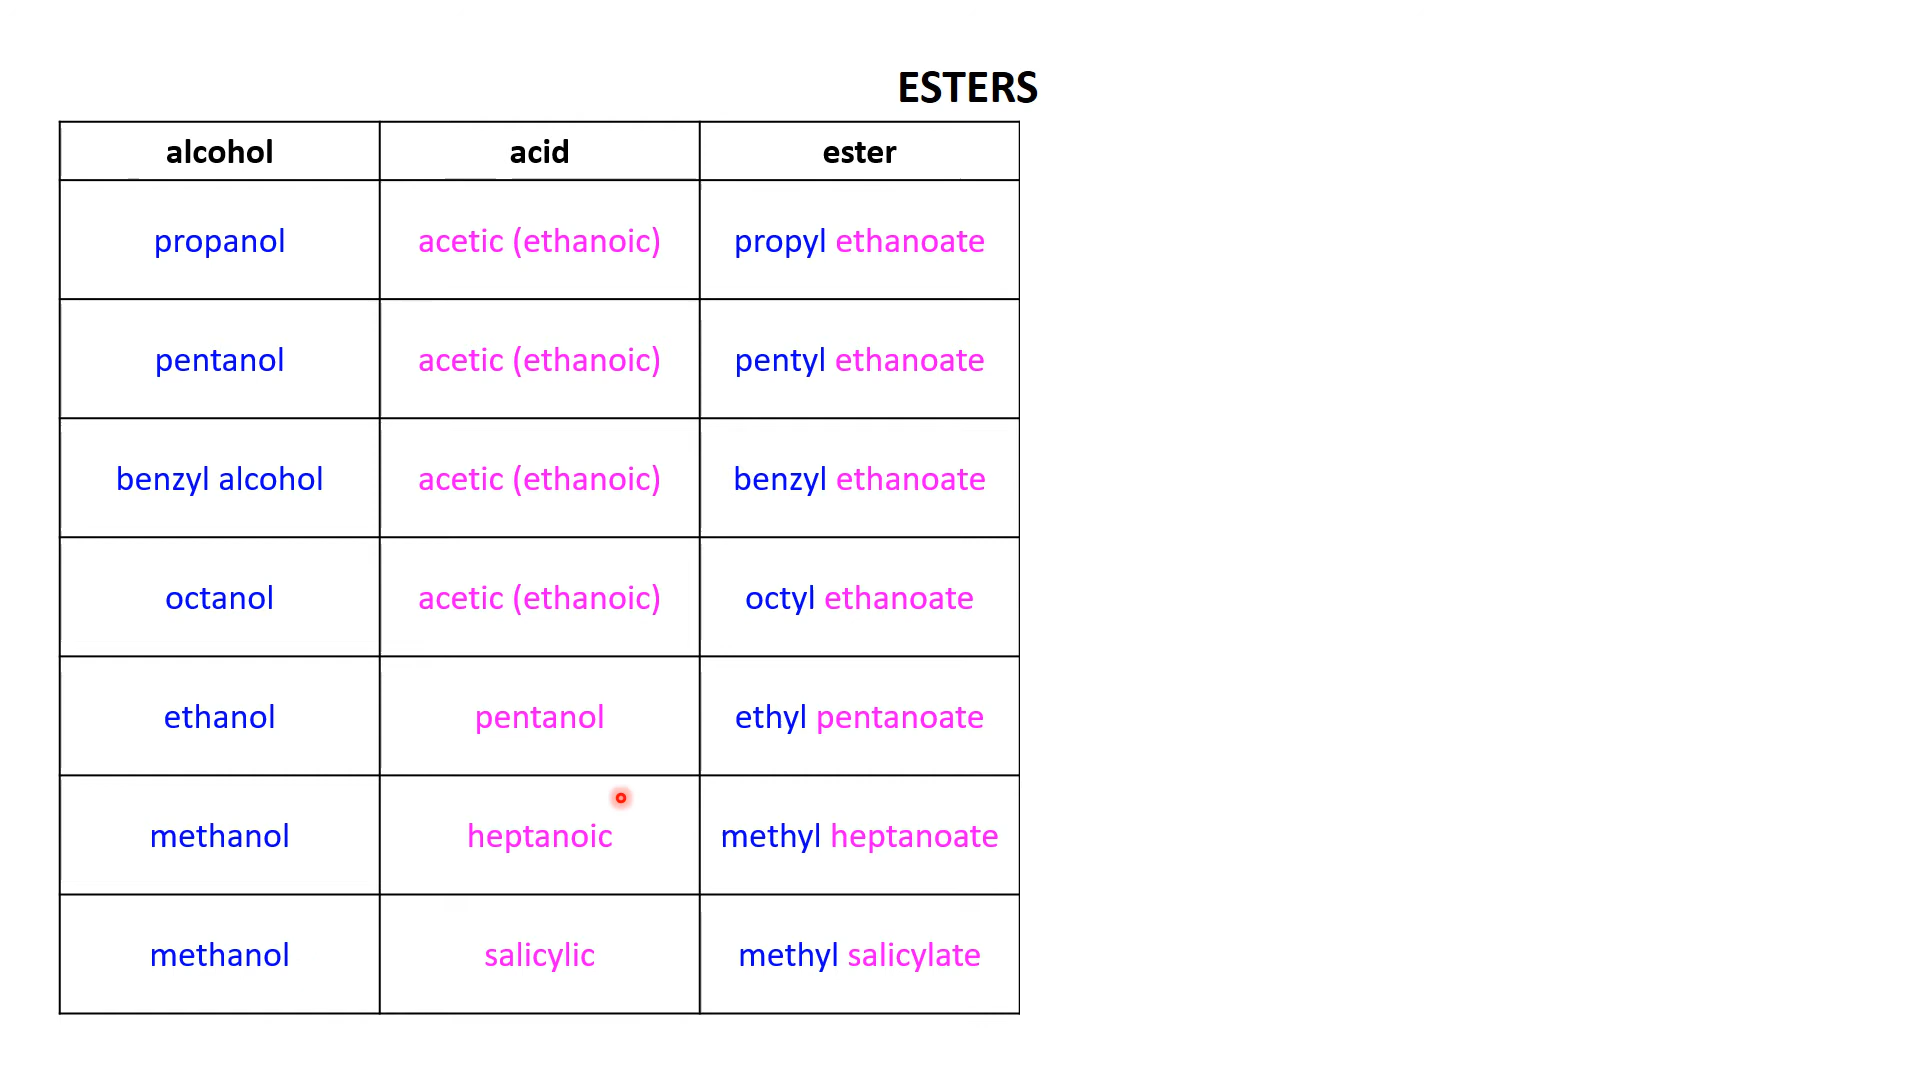 ESTERS
alcohol acid ester
propanol acetic (ethanoic) propyl ethanoate
pentanol acetic (ethanoic) pentyl ethanoate
benzyl alcohol acetic (ethanoic) benzyl ethanoate
octanol acetic (ethanoic) octyl ethanoate
ethanol pentanol ethyl pentanoate
methanol heptanoic methyl heptanoate
methanol salicylic methyl salicylate